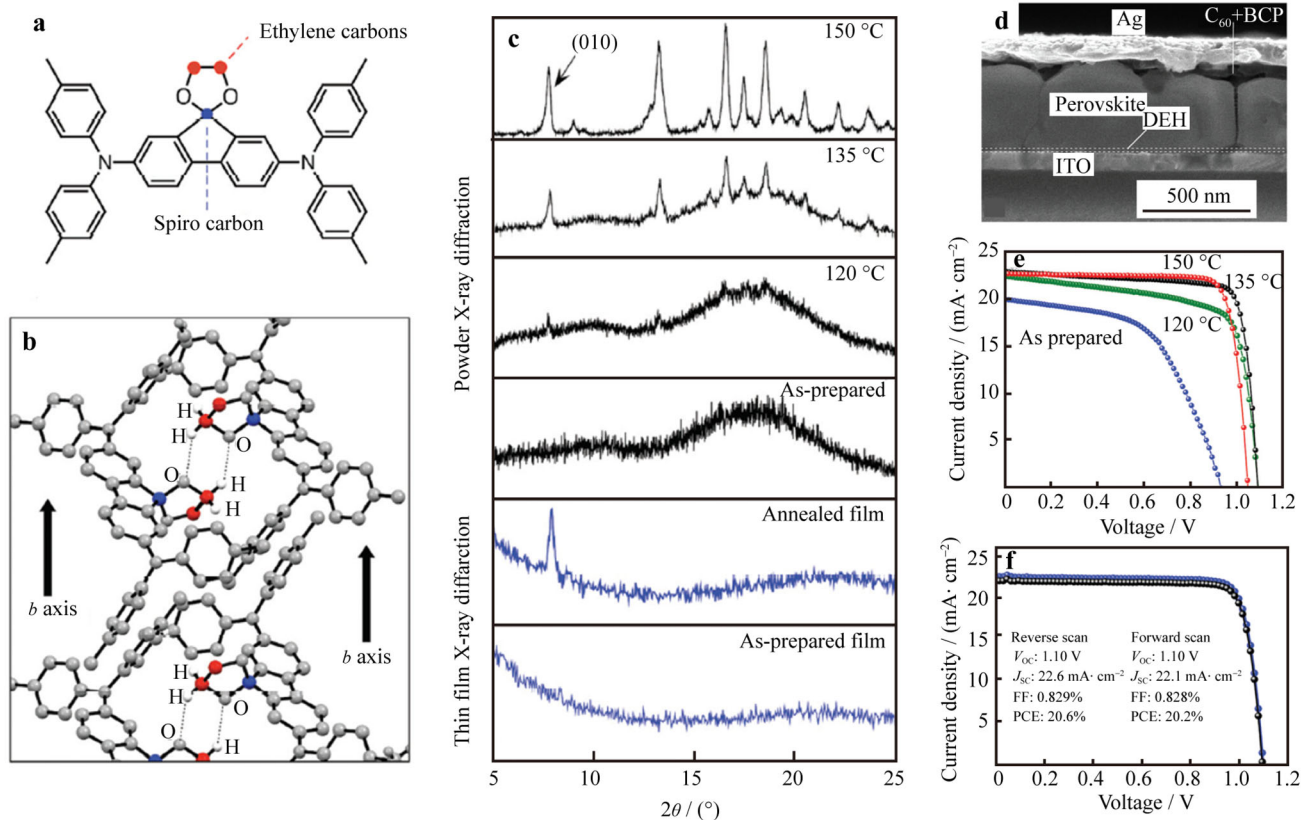 a
Ethylene carbons
O
O
N
N
Spiro carbon
b
H
H
O
O
H
H
b axis
b axis
H
H
O
O
H
c
Powder X-ray diffraction
Thin film X-ray diffarction
(010)
150 °C
135 °C
120 °C
As-prepared
Annealed film
As-prepared film
5
10
15
20
25
2θ / (°)
d
Ag
C₆₀+BCP
Perovskite
DEH
ITO
500 nm
e
Current density / (mA· cm⁻²)
25
20
15
10
5
150 °C
135 °C
120 °C
As prepared
0
0.2
0.4
0.6
0.8
1.0
1.2
Voltage / V
f
Current density / (mA· cm⁻²)
25
20
15
10
5
Reverse scan
V_OC: 1.10 V
J_SC: 22.6 mA· cm⁻²
FF: 0.829%
PCE: 20.6%
Forward scan
V_OC: 1.10 V
J_SC: 22.1 mA· cm⁻²
FF: 0.828%
PCE: 20.2%
0
0.2
0.4
0.6
0.8
1.0
1.2
Voltage / V